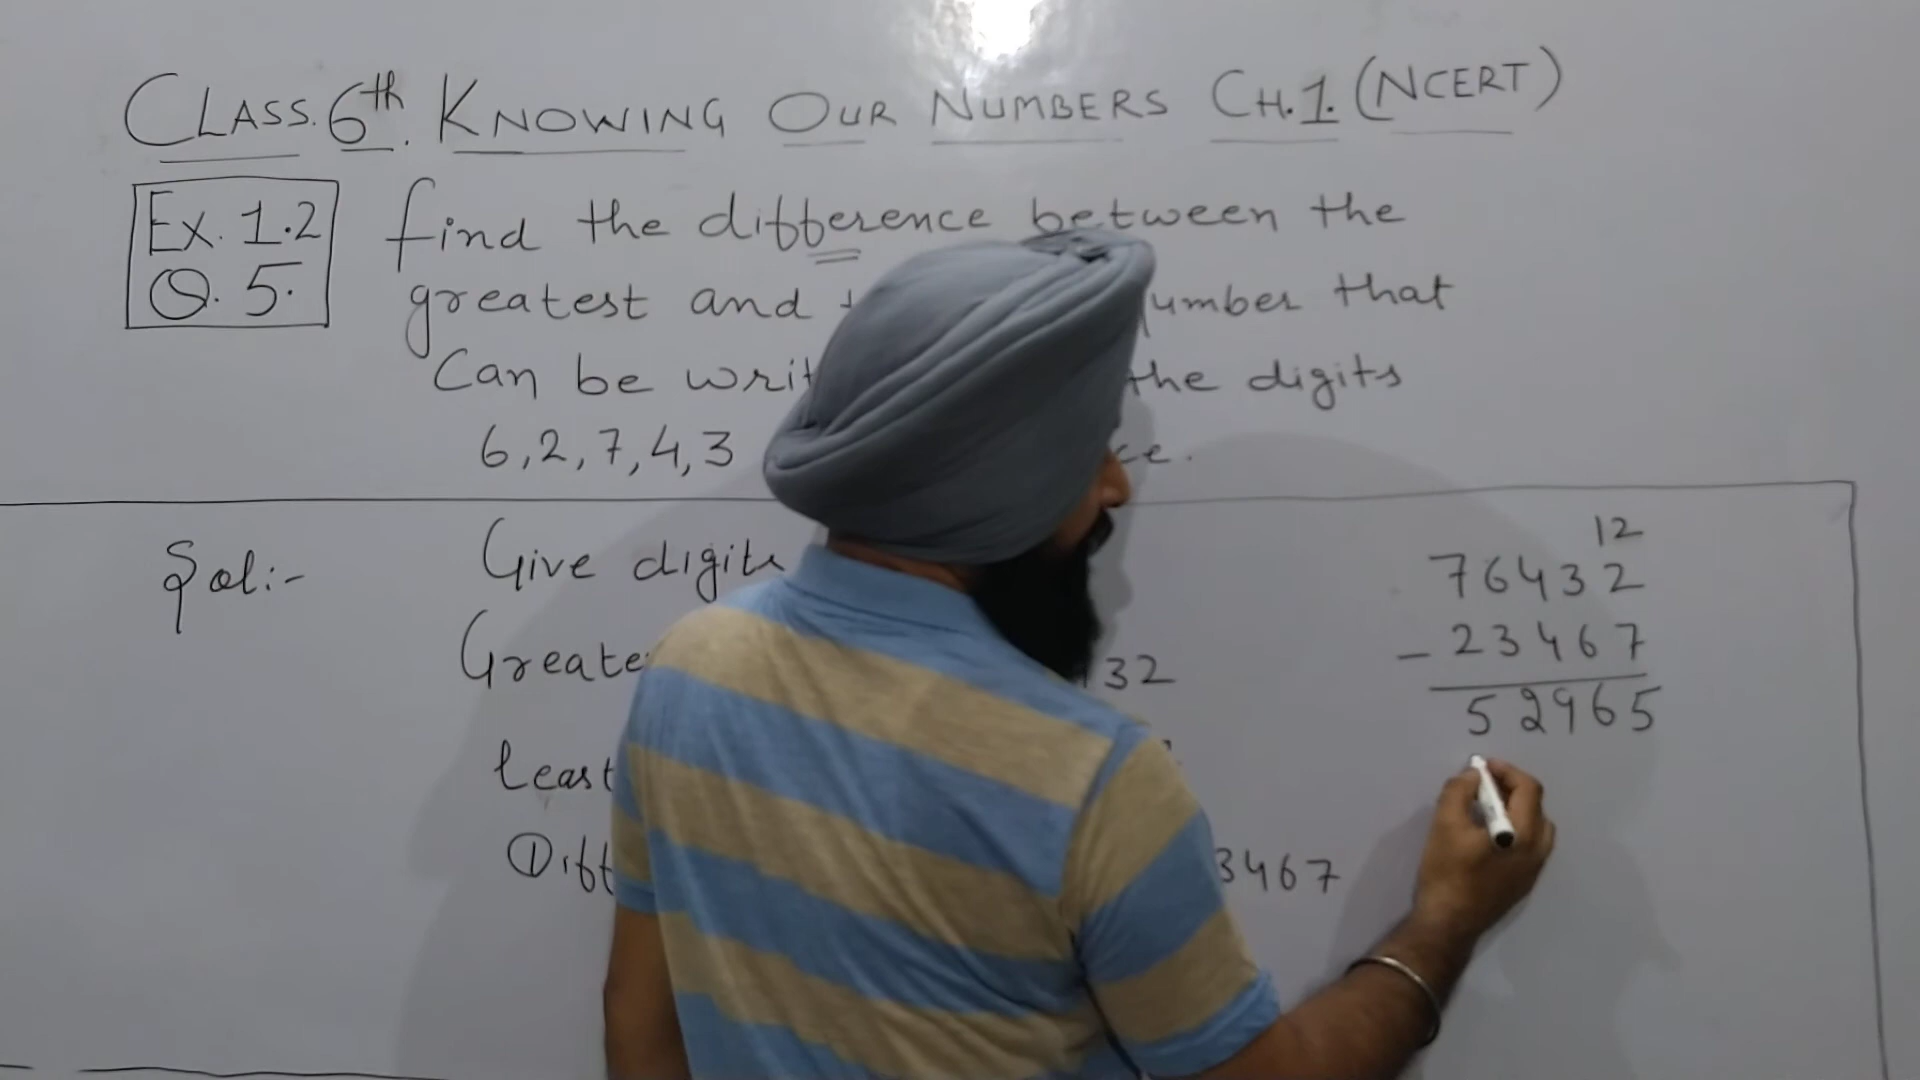 CLASS. 6th. KNOWING OUR NUMBERS CH.1. (NCERT)
Ex. 1.2
Q. 5.
find the difference between the
greatest and umber that
Can be writ the digits
6,2,7,4,3 ce.
Sol:- Give digits
Greate 32
least
Diff 3467
12
76432
- 23467
52965